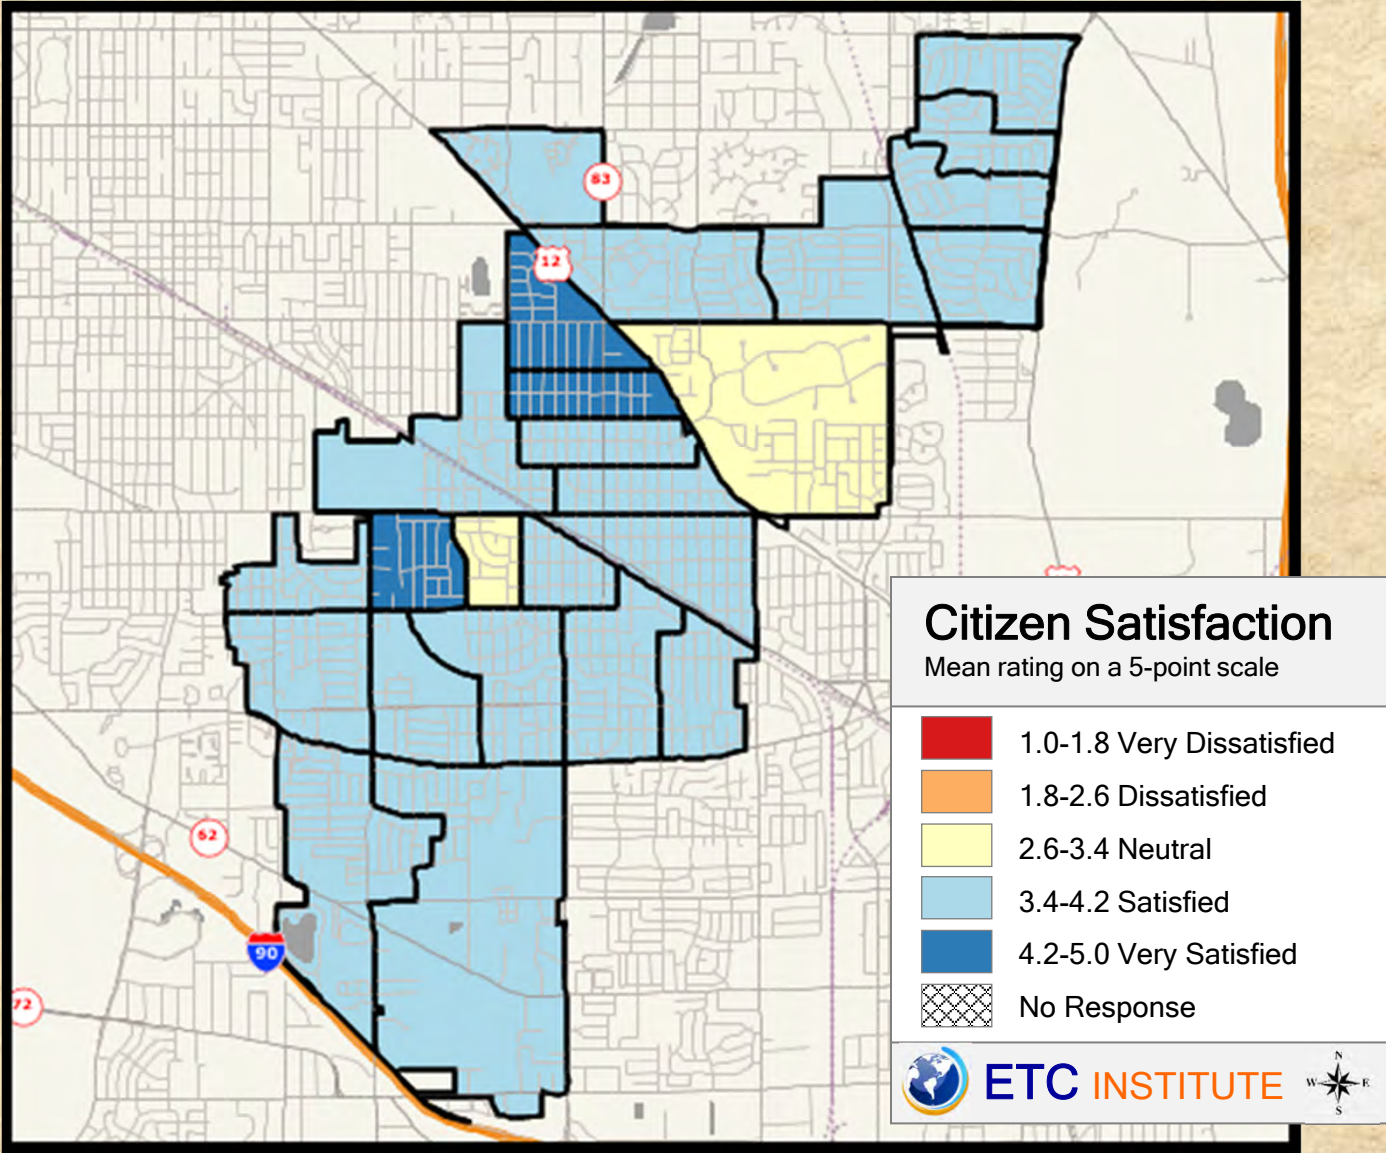 83
12
62
90
72
Citizen Satisfaction
Mean rating on a 5-point scale
1.0-1.8 Very Dissatisfied
1.8-2.6 Dissatisfied
2.6-3.4 Neutral
3.4-4.2 Satisfied
4.2-5.0 Very Satisfied
No Response
ETC INSTITUTE
N
W E
S